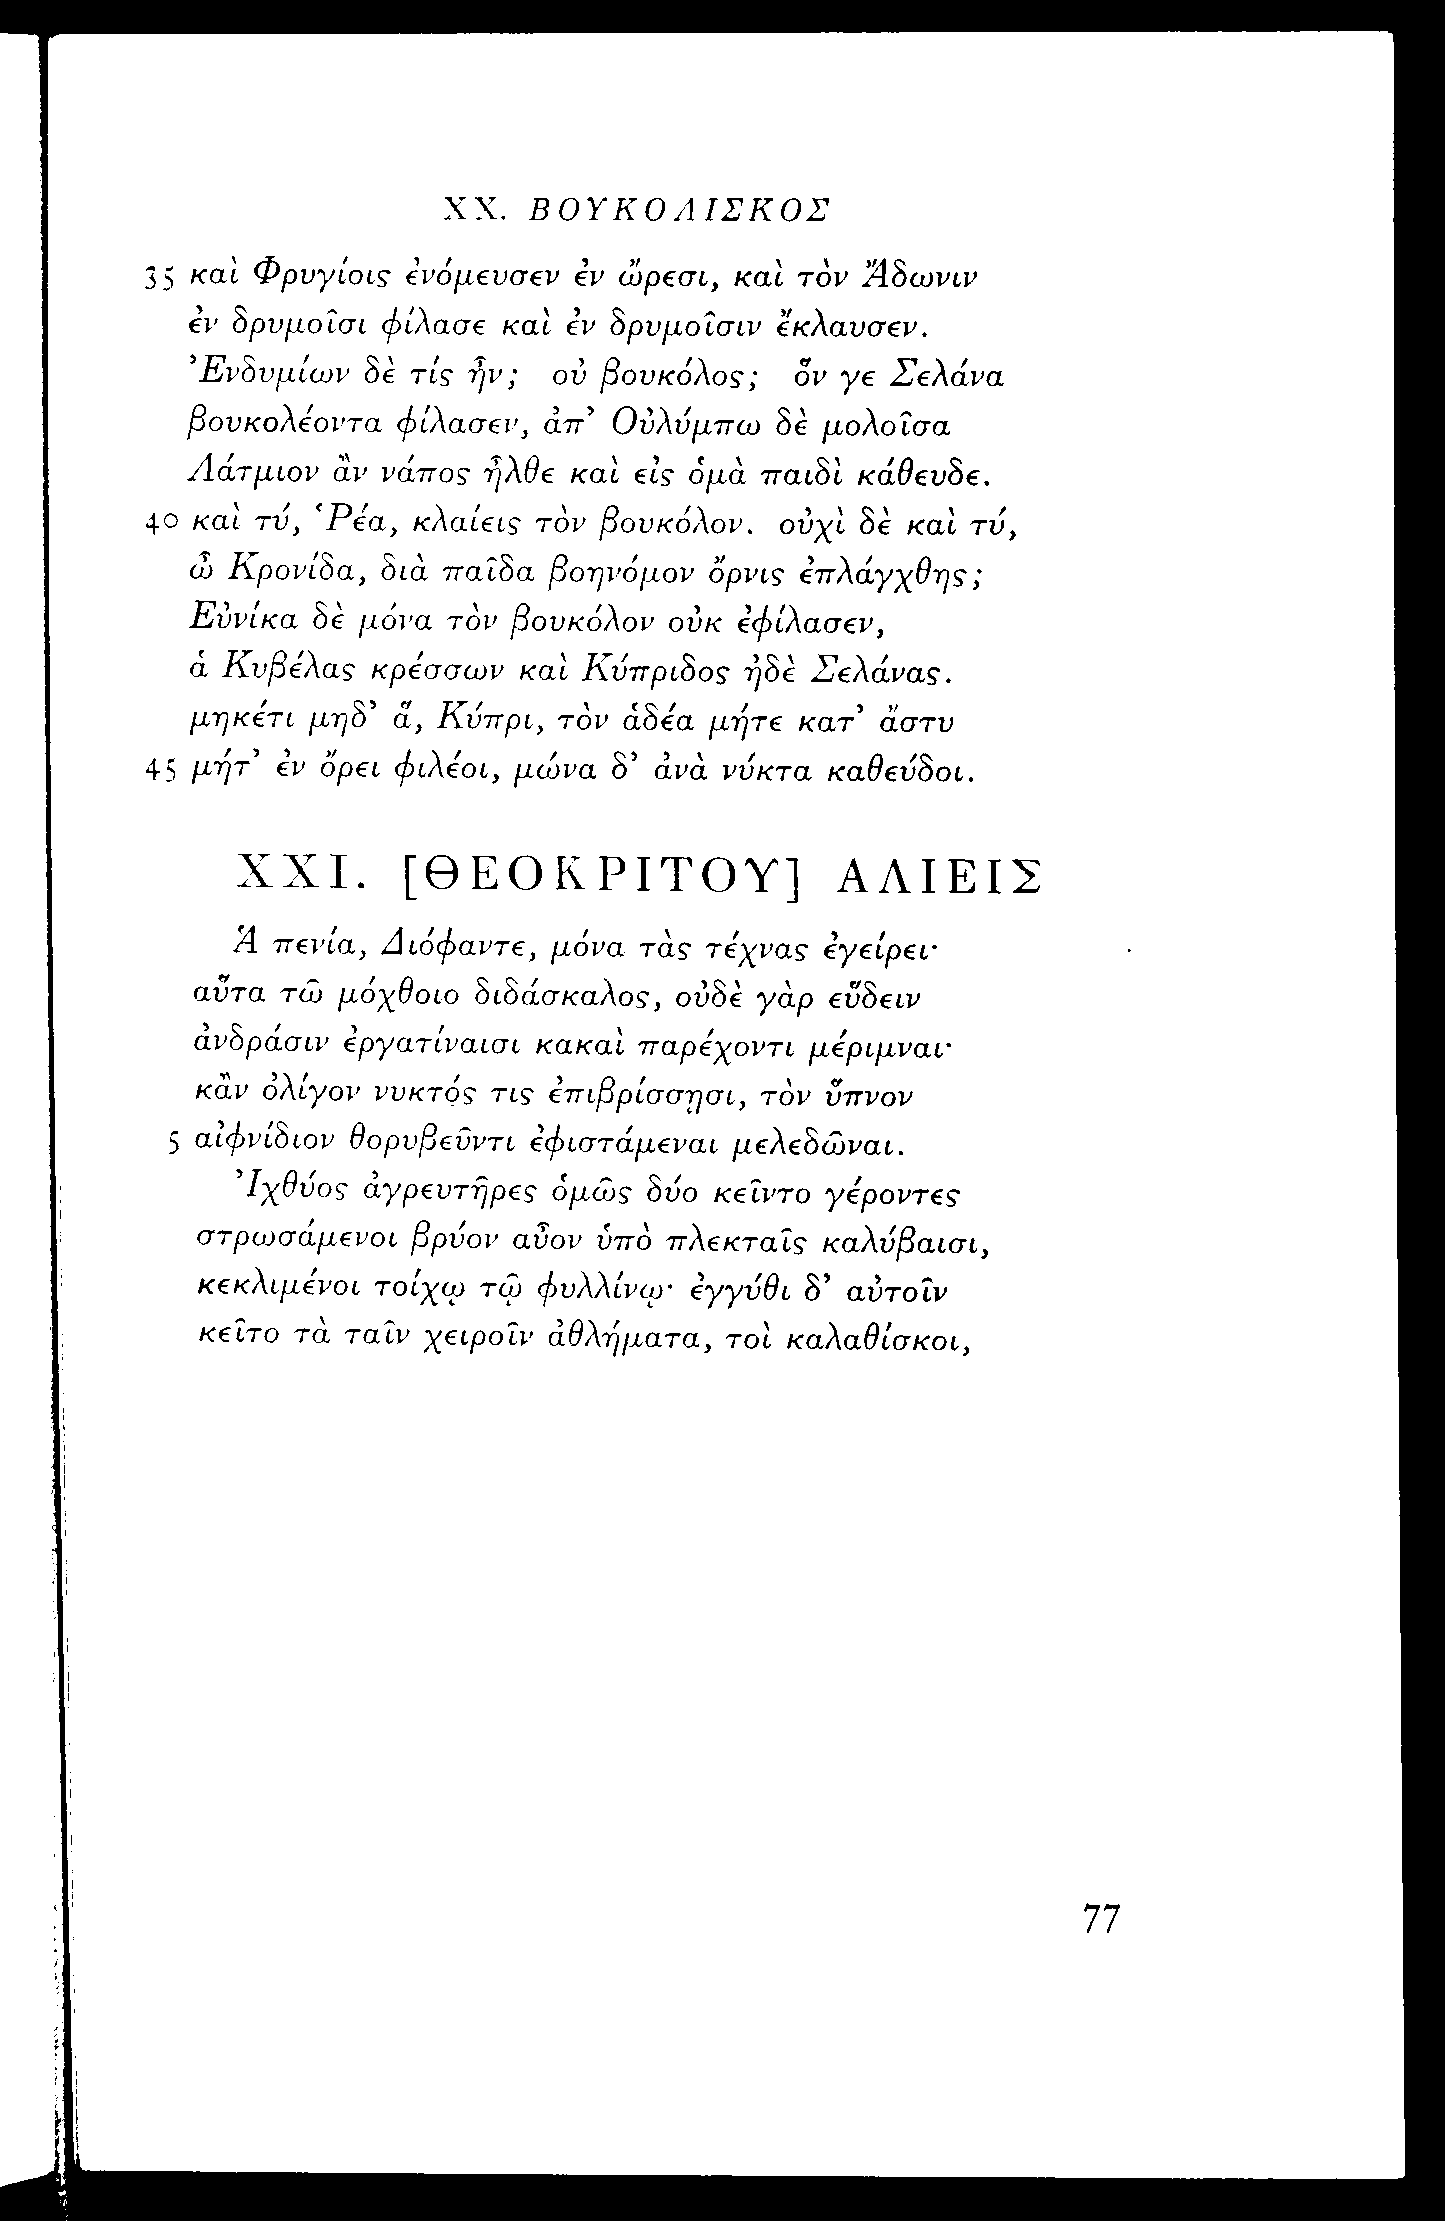 XX. ΒΟΥΚΟΛΙΣΚΟΣ
35 καὶ Φρυγίοις ἐνόμευσεν ἐν ὤρεσι, καὶ τὸν Ἄδωνιν
ἐν δρυμοῖσι φίλασε καὶ ἐν δρυμοῖσιν ἔκλαυσεν.
Ἐνδυμίων δὲ τίς ἦν; οὐ βουκόλος; ὅν γε Σελάνα
βουκολέοντα φίλασεν, ἀπ’ Οὐλύμπω δὲ μολοῖσα
Λάτμιον ἂν νάπος ἦλθε καὶ εἰς ὁμὰ παιδὶ κάθευδε.
40 καὶ τύ, Ῥέα, κλαίεις τὸν βουκόλον. οὐχὶ δὲ καὶ τύ,
ὦ Κρονίδα, διὰ παῖδα βοηνόμον ὄρνις ἐπλάγχθης;
Εὐνίκα δὲ μόνα τὸν βουκόλον οὐκ ἐφίλασεν,
ἁ Κυβέλας κρέσσων καὶ Κύπριδος ἠδὲ Σελάνας.
μηκέτι μηδ’ ἅ, Κύπρι, τὸν ἁδέα μήτε κατ’ ἄστυ
45 μήτ’ ἐν ὄρει φιλέοι, μώνα δ’ ἀνὰ νύκτα καθεύδοι.
XXI. [ΘΕΟΚΡΙΤΟΥ] ΑΛΙΕΙΣ
Ἁ πενία, Διόφαντε, μόνα τὰς τέχνας ἐγείρει·
αὕτα τῶ μόχθοιο διδάσκαλος, οὐδὲ γὰρ εὕδειν
ἀνδράσιν ἐργατίναισι κακαὶ παρέχοντι μέριμναι·
κἂν ὀλίγον νυκτός τις ἐπιβρίσσῃσι, τὸν ὕπνον
5 αἰφνίδιον θορυβεῦντι ἐφιστάμεναι μελεδῶναι.
Ἰχθύος ἀγρευτῆρες ὁμῶς δύο κεῖντο γέροντες
στρωσάμενοι βρύον αὖον ὑπὸ πλεκταῖς καλύβαισι,
κεκλιμένοι τοίχῳ τῷ φυλλίνῳ· ἐγγύθι δ’ αὐτοῖν
κεῖτο τὰ ταῖν χειροῖν ἀθλήματα, τοὶ καλαθίσκοι,
77